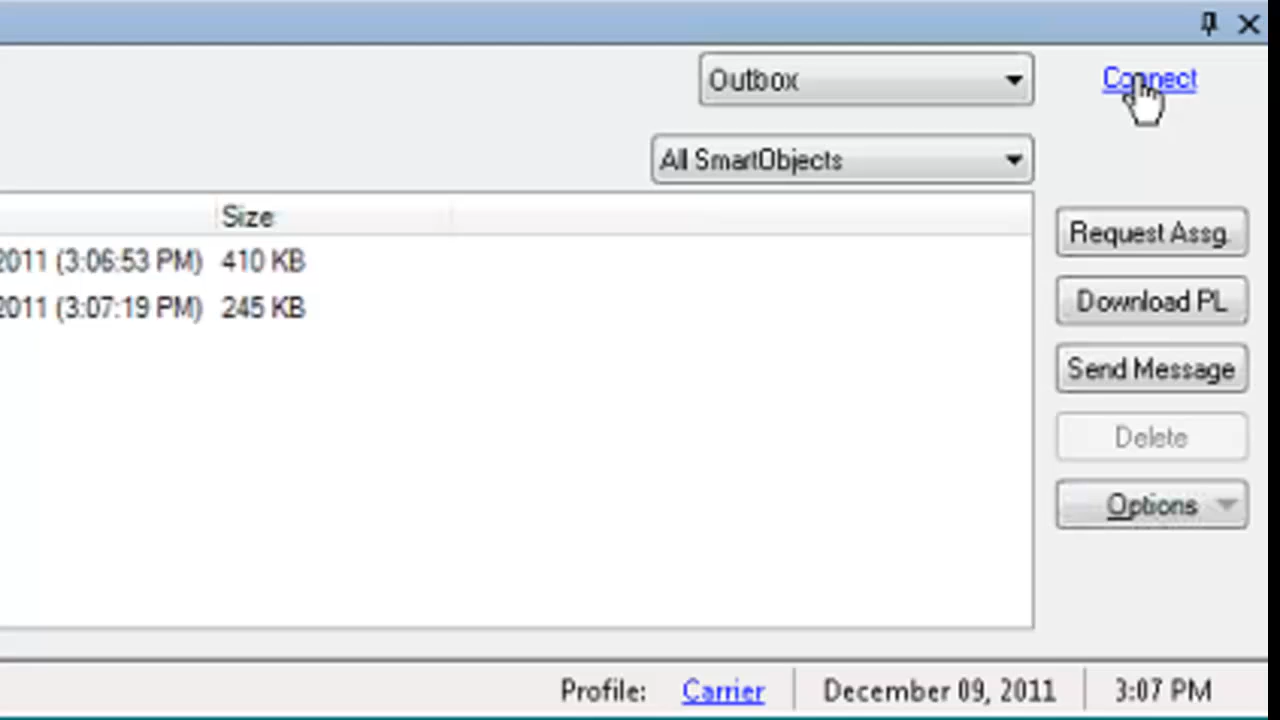 Outbox
Connect
All SmartObjects
Size
2011 (3:06:53 PM) 410 KB
2011 (3:07:19 PM) 245 KB
Request Assg.
Download PL
Send Message
Delete
Options
Profile: Carrier December 09, 2011 3:07 PM